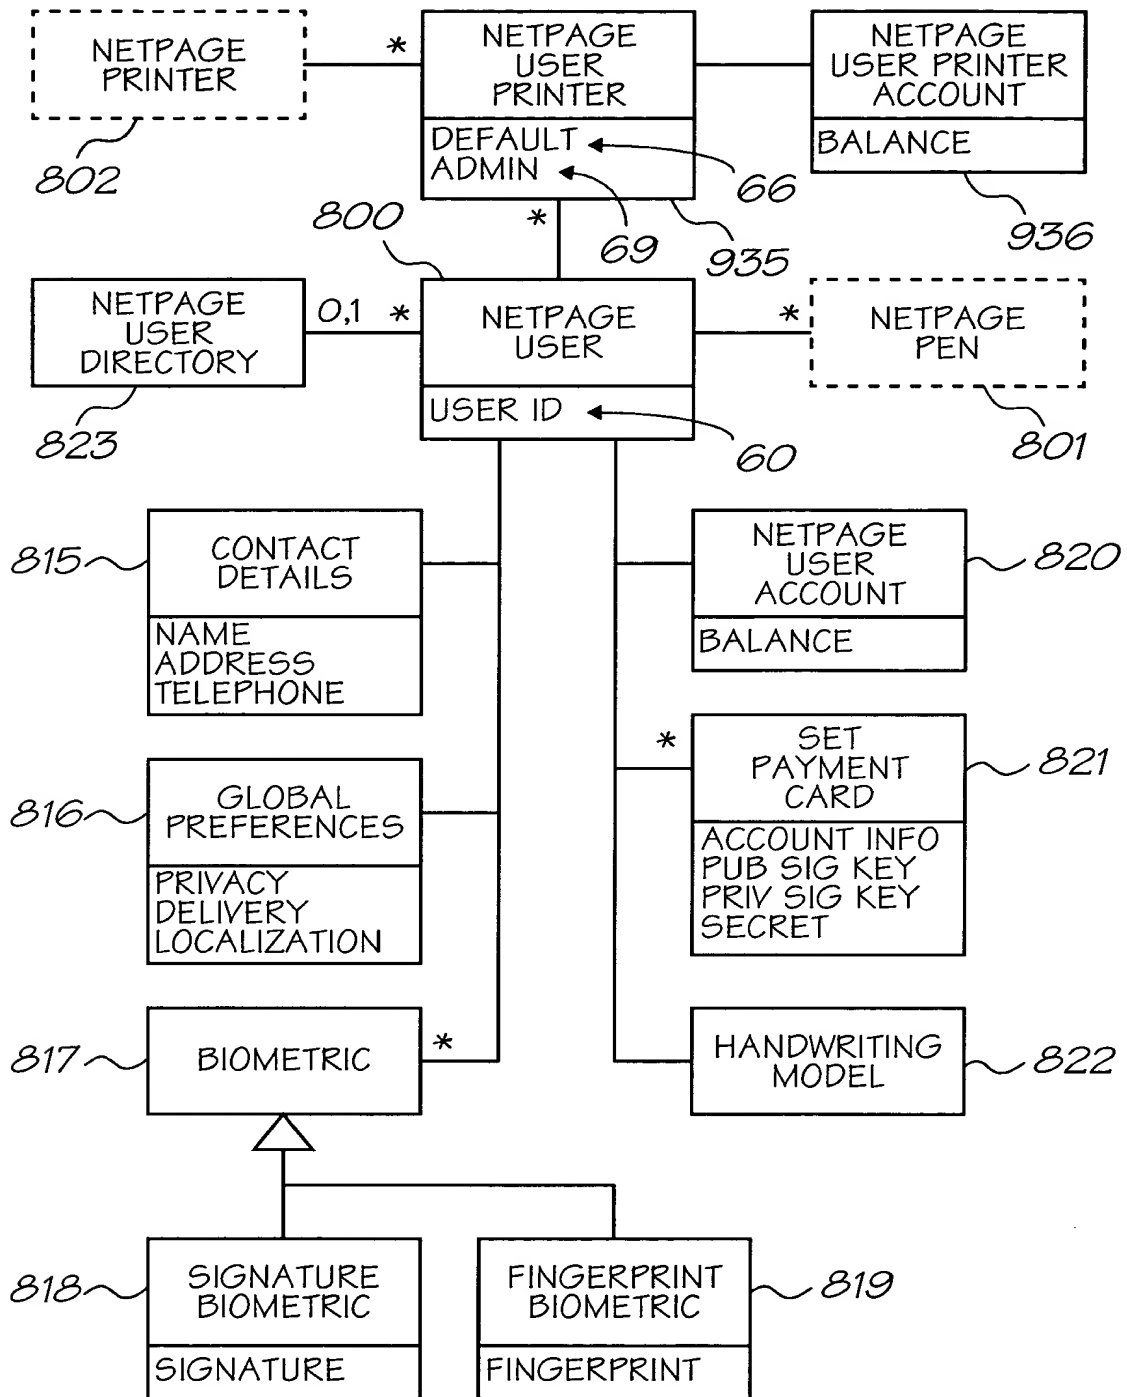 NETPAGE
PRINTER
802
*
NETPAGE
USER
PRINTER
DEFAULT
ADMIN
66
69
935
*
NETPAGE
USER PRINTER
ACCOUNT
BALANCE
936
800
NETPAGE
USER
DIRECTORY
823
0,1
*
NETPAGE
USER
USER ID
60
*
NETPAGE
PEN
801
815
CONTACT
DETAILS
NAME
ADDRESS
TELEPHONE
NETPAGE
USER
ACCOUNT
BALANCE
820
816
GLOBAL
PREFERENCES
PRIVACY
DELIVERY
LOCALIZATION
*
SET
PAYMENT
CARD
ACCOUNT INFO
PUB SIG KEY
PRIV SIG KEY
SECRET
821
817
BIOMETRIC
*
HANDWRITING
MODEL
822
818
SIGNATURE
BIOMETRIC
SIGNATURE
FINGERPRINT
BIOMETRIC
FINGERPRINT
819